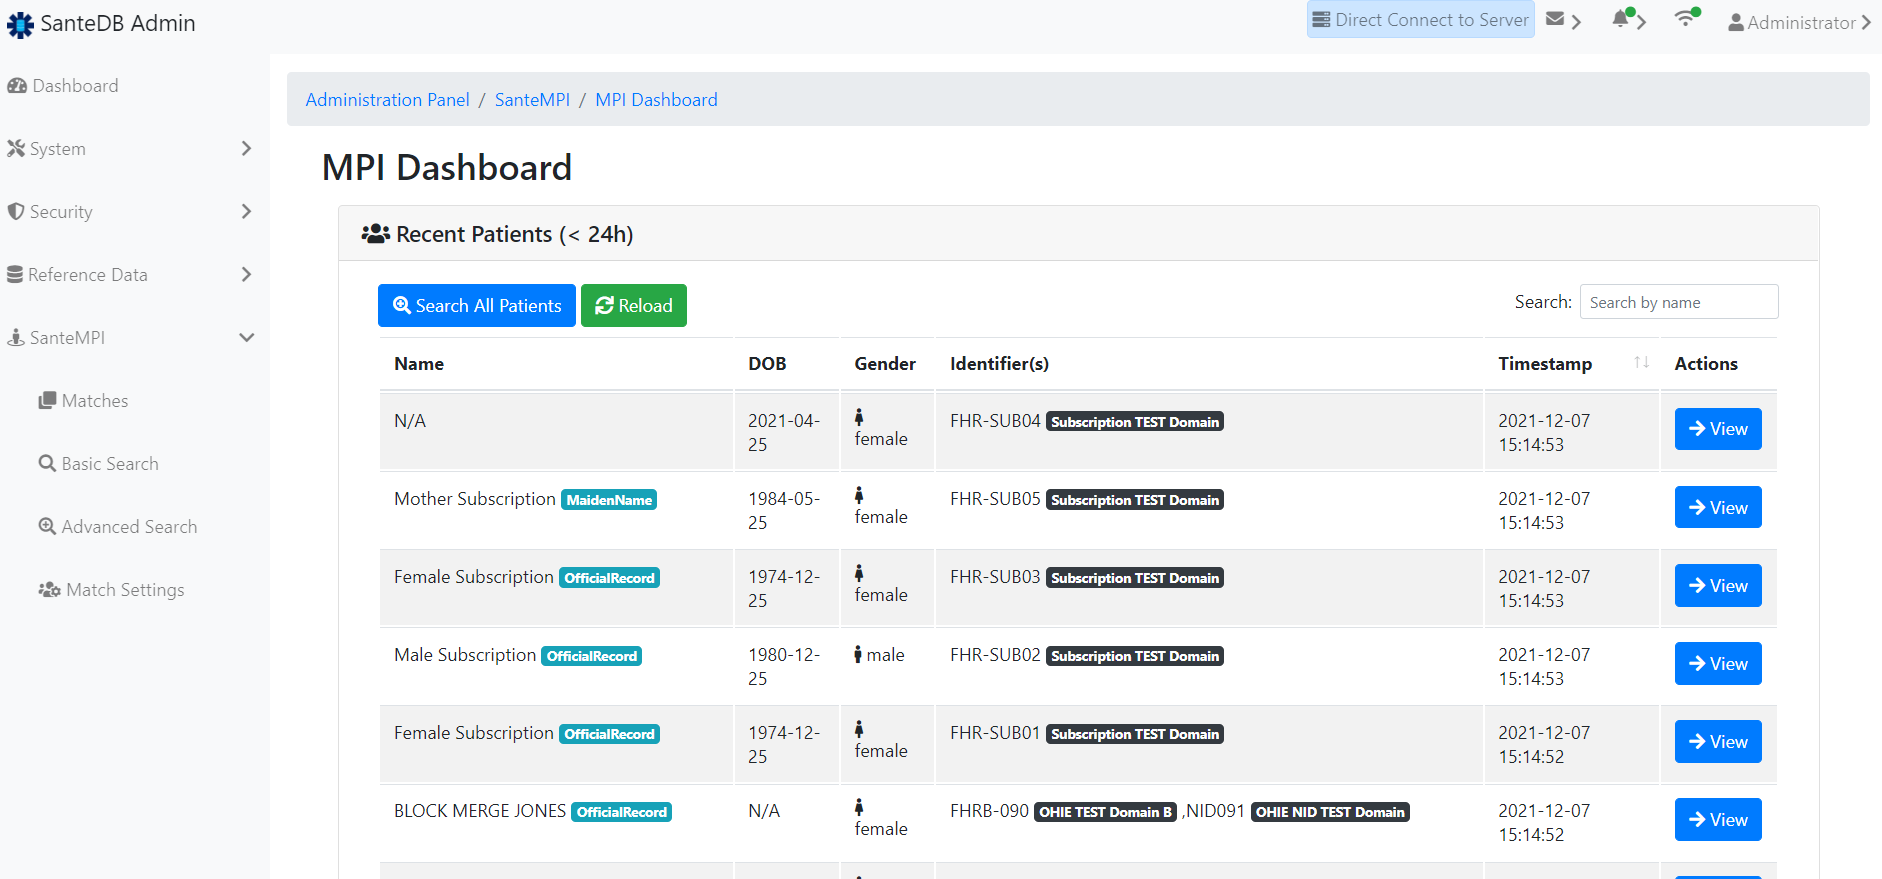 SanteDB Admin
Direct Connect to Server
Administrator
Dashboard
System
Security
Reference Data
SanteMPI
Matches
Basic Search
Advanced Search
Match Settings
Administration Panel / SanteMPI / MPI Dashboard
MPI Dashboard
Recent Patients (< 24h)
Search All Patients Reload Search: Search by name
Name DOB Gender Identifier(s) Timestamp Actions
N/A 2021-04-25 female FHR-SUB04 Subscription TEST Domain 2021-12-07 15:14:53 View
Mother Subscription MaidenName 1984-05-25 female FHR-SUB05 Subscription TEST Domain 2021-12-07 15:14:53 View
Female Subscription OfficialRecord 1974-12-25 female FHR-SUB03 Subscription TEST Domain 2021-12-07 15:14:53 View
Male Subscription OfficialRecord 1980-12-25 male FHR-SUB02 Subscription TEST Domain 2021-12-07 15:14:53 View
Female Subscription OfficialRecord 1974-12-25 female FHR-SUB01 Subscription TEST Domain 2021-12-07 15:14:52 View
BLOCK MERGE JONES OfficialRecord N/A female FHRB-090 OHIE TEST Domain B ,NID091 OHIE NID TEST Domain 2021-12-07 15:14:52 View